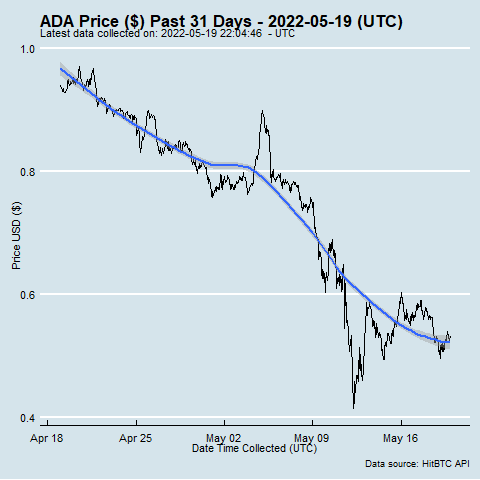 ADA Price ($) Past 31 Days - 2022-05-19 (UTC)
Latest data collected on: 2022-05-19 22:04:46 - UTC
1.0
0.8
0.6
0.4
Price USD ($)
Apr 18 Apr 25 May 02 May 09 May 16
Date Time Collected (UTC)
Data source: HitBTC API